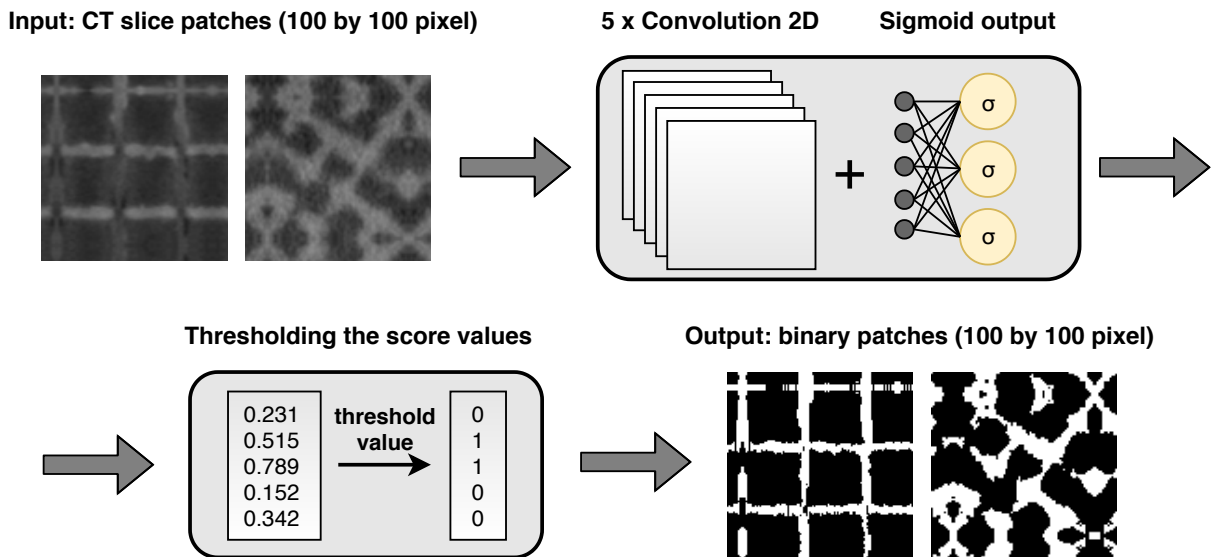 Input: CT slice patches (100 by 100 pixel)
5 x Convolution 2D
Sigmoid output
+
σ
σ
σ
Thresholding the score values
0.231
0.515
0.789
0.152
0.342
threshold
value
0
1
1
0
0
Output: binary patches (100 by 100 pixel)